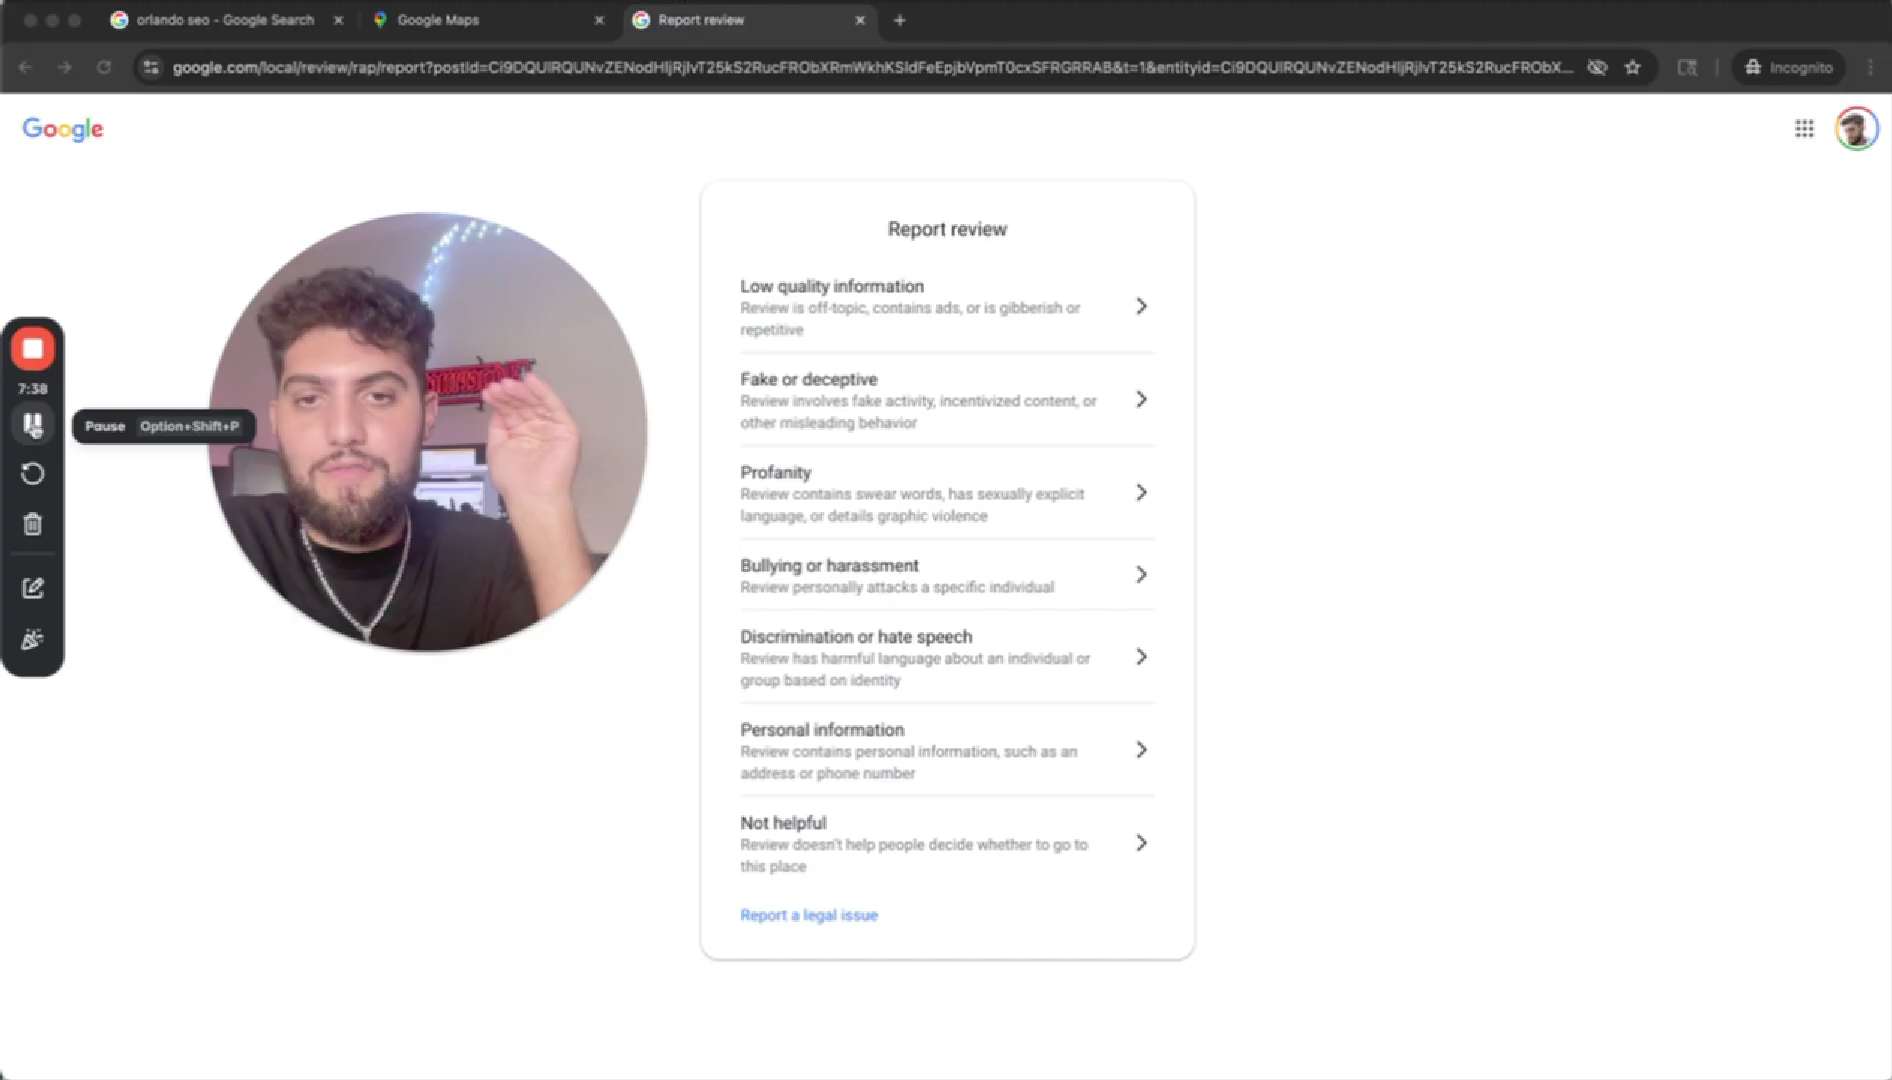 orlando seo - Google Search
Google Maps
Report review
google.com/local/review/rap/report?postId=
Incognito
Google
Report review
Low quality information
Review is off-topic, contains ads, or is gibberish or
repetitive
Fake or deceptive
Review involves fake activity, incentivized content, or
other misleading behavior
Profanity
Review contains swear words, has sexually explicit
language, or details graphic violence
Bullying or harassment
Review personally attacks a specific individual
Discrimination or hate speech
Review has harmful language about an individual or
group based on identity
Personal information
Review contains personal information, such as an
address or phone number
Not helpful
Review doesn't help people decide whether to go to
this place
Report a legal issue
7:38
Pause Option+Shift+P